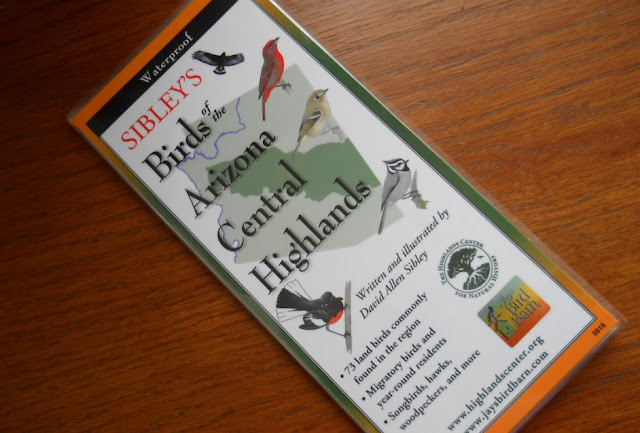 Waterproof
SIBLEY'S
Birds of the
Arizona
Central
Highlands
Written and illustrated by
David Allen Sibley
• 73 land birds commonly
found in the region
• Migratory birds and
year-round residents
• Songbirds, hawks,
woodpeckers, and more
THE HIGHLANDS CENTER
FOR NATURAL HISTORY
Bird
Barn
www.highlandscenter.org
www.jaysbirdbarn.com